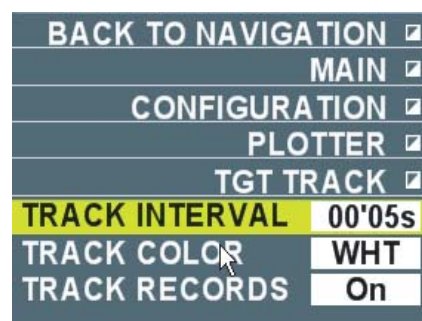 BACK TO NAVIGATION
MAIN
CONFIGURATION
PLOTTER
TGT TRACK
TRACK INTERVAL 00'05s
TRACK COLOR WHT
TRACK RECORDS On